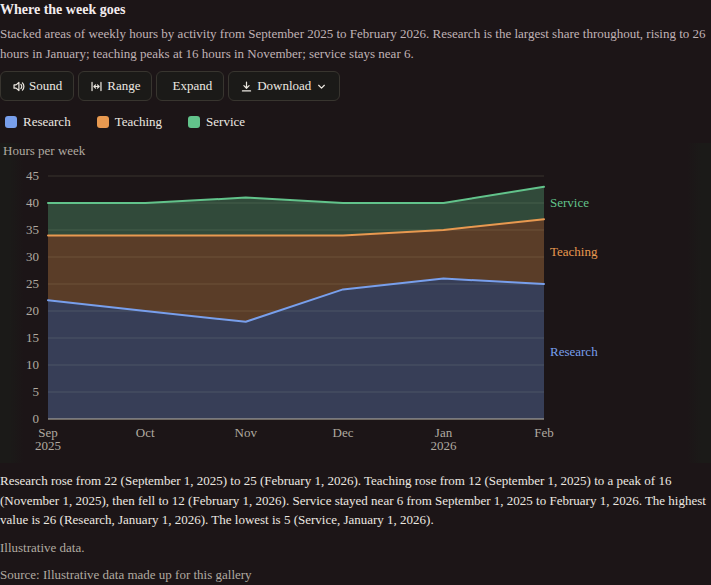 Where the week goes
Stacked areas of weekly hours by activity from September 2025 to February 2026. Research is the largest share throughout, rising to 26
hours in January; teaching peaks at 16 hours in November; service stays near 6.
Sound Range Expand Download
Research Teaching Service
Hours per week
45
40
35
30
25
20
15
10
5
0
Service
Teaching
Research
Sep Oct Nov Dec Jan Feb
2025 2026
Research rose from 22 (September 1, 2025) to 25 (February 1, 2026). Teaching rose from 12 (September 1, 2025) to a peak of 16
(November 1, 2025), then fell to 12 (February 1, 2026). Service stayed near 6 from September 1, 2025 to February 1, 2026. The highest
value is 26 (Research, January 1, 2026). The lowest is 5 (Service, January 1, 2026).
Illustrative data.
Source: Illustrative data made up for this gallery